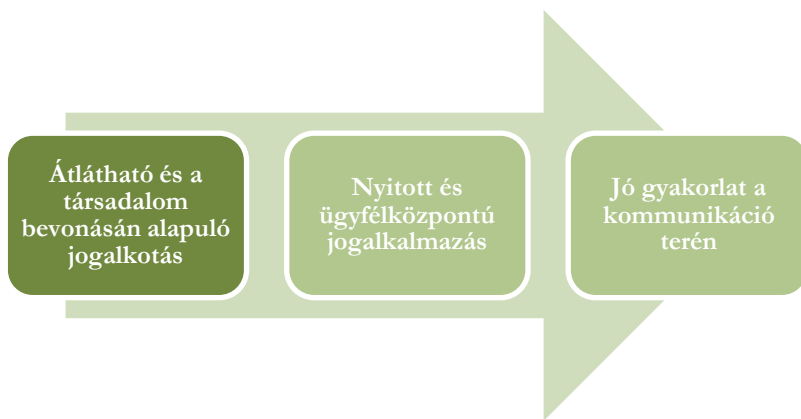 Átlátható és a
társadalom
bevonásán alapuló
jogalkotás
Nyitott és
ügyfélközpontú
jogalkalmazás
Jó gyakorlat a
kommunikáció
terén